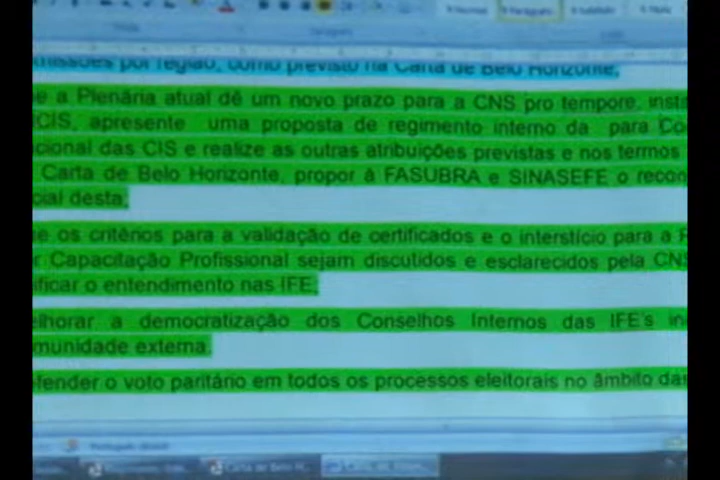 por região, como previsto na Carta de Belo Horizonte;
e a Plenária atual dê um novo prazo para a CNS pro tempore, inst
CIS, apresente uma proposta de regimento interno da para Co
cional das CIS e realize as outras atribuições previstas e nos termos
Carta de Belo Horizonte, propor à FASUBRA e SINASEFE o recon
cial desta;
e os critérios para a validação de certificados e o interstício para a P
r Capacitação Profissional sejam discutidos e esclarecidos pela CNS
ificar o entendimento nas IFE;
elhorar a democratização dos Conselhos Internos das IFE's in
munidade externa.
efender o voto paritário em todos os processos eleitorais no âmbito das
Carta de Belo H...